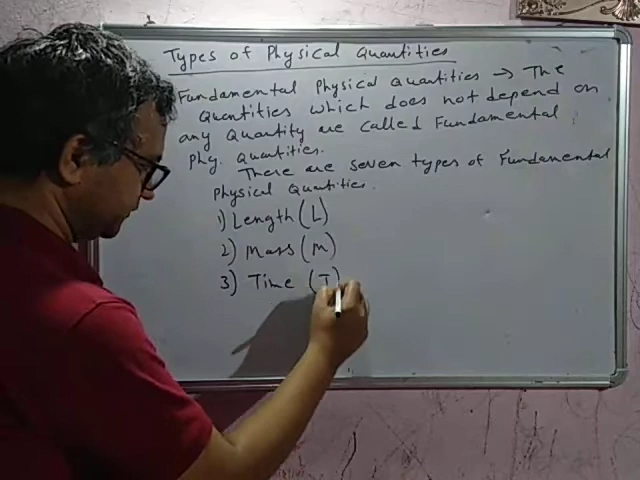 Types of Physical Quantities
Fundamental Physical Quantities → The
Quantities which does not depend on
any Quantity are called Fundamental
Phy. Quantities.
There are seven types of Fundamental
Physical Quantities.
1) Length (L)
2) Mass (M)
3) Time (T)